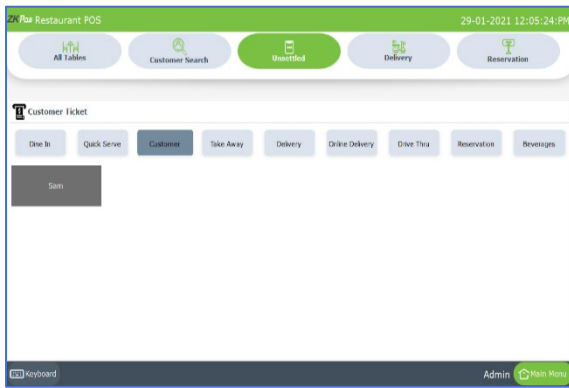 ZKPos Restaurant POS 29-01-2021 12:05:24:PM
All Tables Customer Search Unsettled Delivery Reservation
Customer Ticket
Dine In Quick Serve Customer Take Away Delivery Online Delivery Drive Thru Reservation Beverages
Sam
Keyboard Admin Main Menu